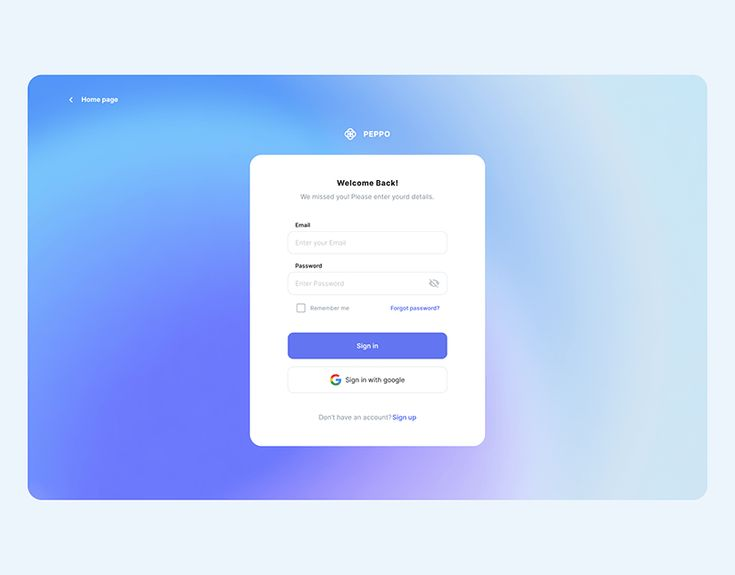 Home page
PEPPO
Welcome Back!
We missed you! Please enter yourd details.
Email
Enter your Email
Password
Enter Password
Remember me
Forgot password?
Sign in
Sign in with google
Don't have an account? Sign up